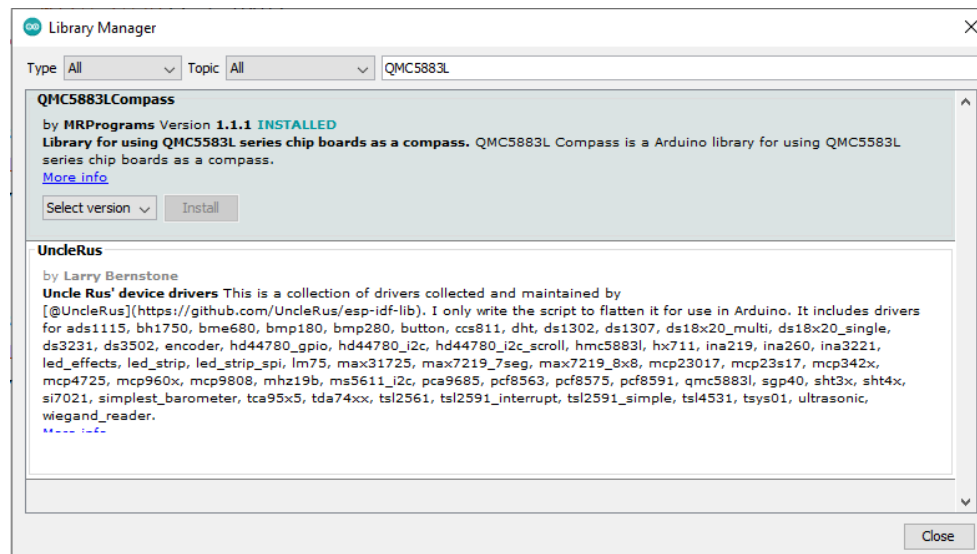 Library Manager
Type All Topic All QMC5883L
QMC5883LCompass
by MRPrograms Version 1.1.1 INSTALLED
Library for using QMC5583L series chip boards as a compass. QMC5883L Compass is a Arduino library for using QMC5583L
series chip boards as a compass.
More info
Select version Install
UncleRus
by Larry Bernstone
Uncle Rus' device drivers This is a collection of drivers collected and maintained by
[@UncleRus](https://github.com/UncleRus/esp-idf-lib). I only write the script to flatten it for use in Arduino. It includes drivers
for ads1115, bh1750, bme680, bmp180, bmp280, button, ccs811, dht, ds1302, ds1307, ds18x20_multi, ds18x20_single,
ds3231, ds3502, encoder, hd44780_gpio, hd44780_i2c, hd44780_i2c_scroll, hmc5883l, hx711, ina219, ina260, ina3221,
led_effects, led_strip, led_strip_spi, lm75, max31725, max7219_7seg, max7219_8x8, mcp23017, mcp23s17, mcp342x,
mcp4725, mcp960x, mcp9808, mhz19b, ms5611_i2c, pca9685, pcf8563, pcf8575, pcf8591, qmc5883l, sgp40, sht3x, sht4x,
si7021, simplest_barometer, tca95x5, tda74xx, tsl2561, tsl2591_interrupt, tsl2591_simple, tsl4531, tsys01, ultrasonic,
wiegand_reader.
More info
Close